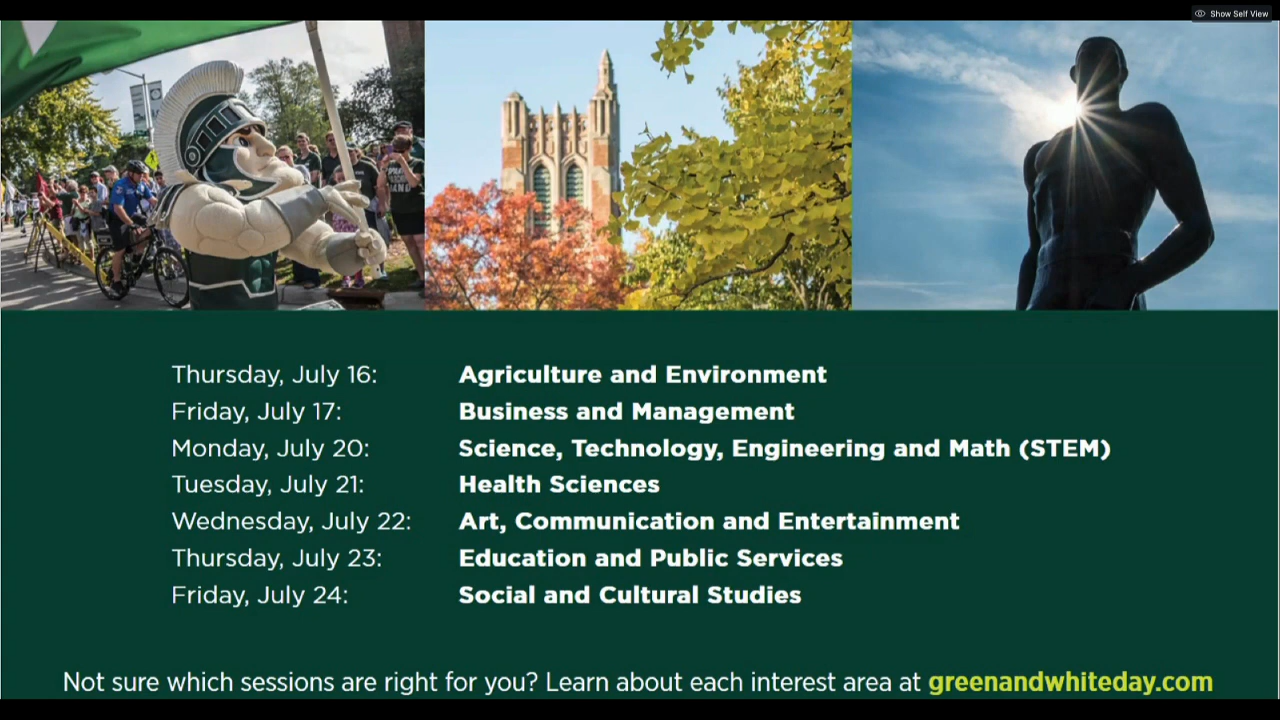 Show Self View
Thursday, July 16: Agriculture and Environment
Friday, July 17: Business and Management
Monday, July 20: Science, Technology, Engineering and Math (STEM)
Tuesday, July 21: Health Sciences
Wednesday, July 22: Art, Communication and Entertainment
Thursday, July 23: Education and Public Services
Friday, July 24: Social and Cultural Studies
Not sure which sessions are right for you? Learn about each interest area at greenandwhiteday.com